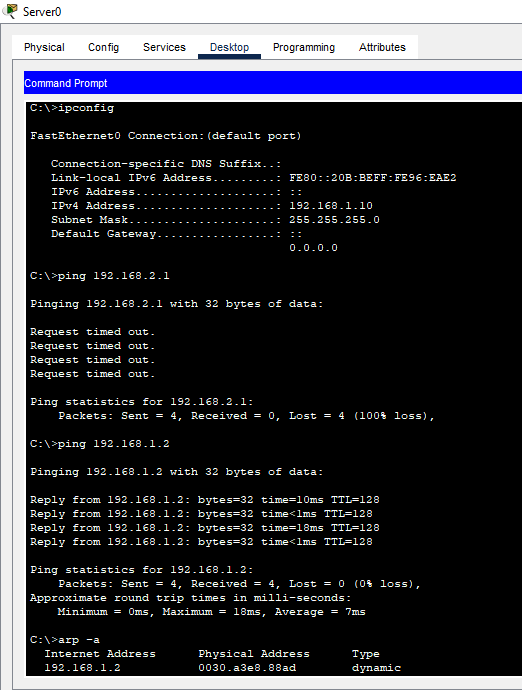 Server0
Physical Config Services Desktop Programming Attributes
Command Prompt
C:\>ipconfig
FastEthernet0 Connection:(default port)
Connection-specific DNS Suffix..:
Link-local IPv6 Address.........: FE80::20B:BEFF:FE96:EAE2
IPv6 Address....................: ::
IPv4 Address....................: 192.168.1.10
Subnet Mask.....................: 255.255.255.0
Default Gateway.................: ::
0.0.0.0
C:\>ping 192.168.2.1
Pinging 192.168.2.1 with 32 bytes of data:
Request timed out.
Request timed out.
Request timed out.
Request timed out.
Ping statistics for 192.168.2.1:
Packets: Sent = 4, Received = 0, Lost = 4 (100% loss),
C:\>ping 192.168.1.2
Pinging 192.168.1.2 with 32 bytes of data:
Reply from 192.168.1.2: bytes=32 time=10ms TTL=128
Reply from 192.168.1.2: bytes=32 time<1ms TTL=128
Reply from 192.168.1.2: bytes=32 time=18ms TTL=128
Reply from 192.168.1.2: bytes=32 time<1ms TTL=128
Ping statistics for 192.168.1.2:
Packets: Sent = 4, Received = 4, Lost = 0 (0% loss),
Approximate round trip times in milli-seconds:
Minimum = 0ms, Maximum = 18ms, Average = 7ms
C:\>arp -a
Internet Address Physical Address Type
192.168.1.2 0030.a3e8.88ad dynamic